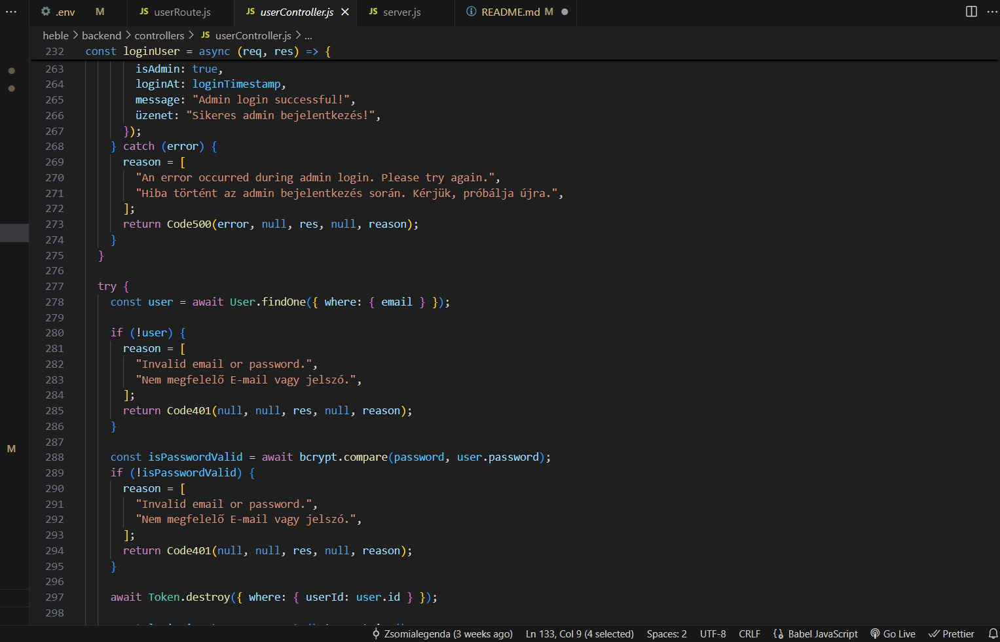 .env M JS userRoute.js JS userController.js JS server.js README.md M
heble > backend > controllers > JS userController.js > ...
232 const loginUser = async (req, res) => {
263 isAdmin: true,
264 loginAt: loginTimestamp,
265 message: "Admin login successful!",
266 üzenet: "Sikeres admin bejelentkezés!",
267 });
268 } catch (error) {
269 reason = [
270 "An error occurred during admin login. Please try again.",
271 "Hiba történt az admin bejelentkezés során. Kérjük, próbálja újra.",
272 ];
273 return Code500(error, null, res, null, reason);
274 }
275 }
276
277 try {
278 const user = await User.findOne({ where: { email } });
279
280 if (!user) {
281 reason = [
282 "Invalid email or password.",
283 "Nem megfelelő E-mail vagy jelszó.",
284 ];
285 return Code401(null, null, res, null, reason);
286 }
287
M
288 const isPasswordValid = await bcrypt.compare(password, user.password);
289 if (!isPasswordValid) {
290 reason = [
291 "Invalid email or password.",
292 "Nem megfelelő E-mail vagy jelszó.",
293 ];
294 return Code401(null, null, res, null, reason);
295 }
296
297 await Token.destroy({ where: { userId: user.id } });
298
Zsomialegenda (3 weeks ago) Ln 133, Col 9 (4 selected) Spaces: 2 UTF-8 CRLF Babel JavaScript Go Live Prettier